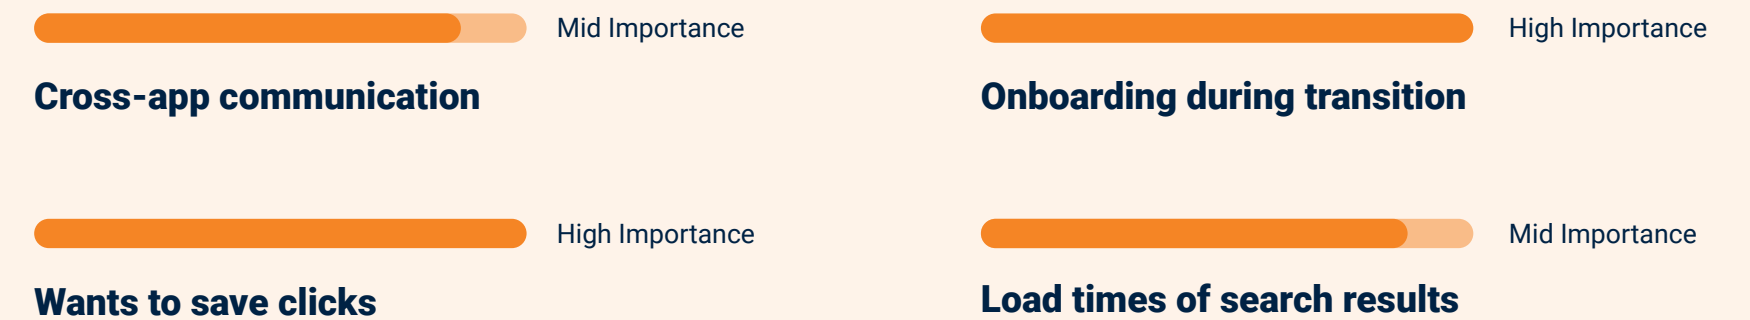 Mid Importance
Cross-app communication
High Importance
Onboarding during transition
High Importance
Wants to save clicks
Mid Importance
Load times of search results